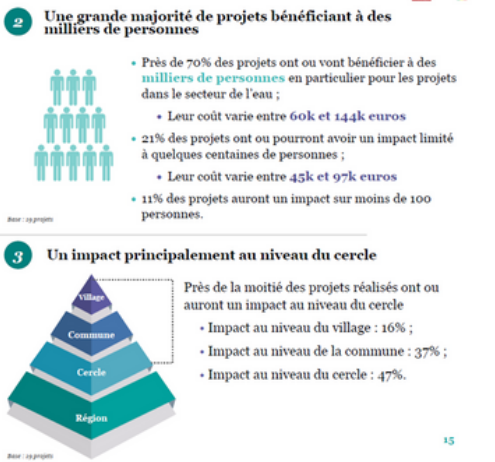 2
Une grande majorité de projets bénéficiant à des
milliers de personnes
• Près de 70% des projets ont ou vont bénéficier à des
milliers de personnes en particulier pour les projets
dans le secteur de l'eau ;
• Leur coût varie entre 60k et 144k euros
• 21% des projets ont ou pourront avoir un impact limité
à quelques centaines de personnes ;
• Leur coût varie entre 45k et 97k euros
• 11% des projets auront un impact sur moins de 100
personnes.
Base : 19 projets
3
Un impact principalement au niveau du cercle
Village
Commune
Cercle
Région
Près de la moitié des projets réalisés ont ou
auront un impact au niveau du cercle
• Impact au niveau du village : 16% ;
• Impact au niveau de la commune : 37% ;
• Impact au niveau du cercle : 47%.
15
Base : 19 projets